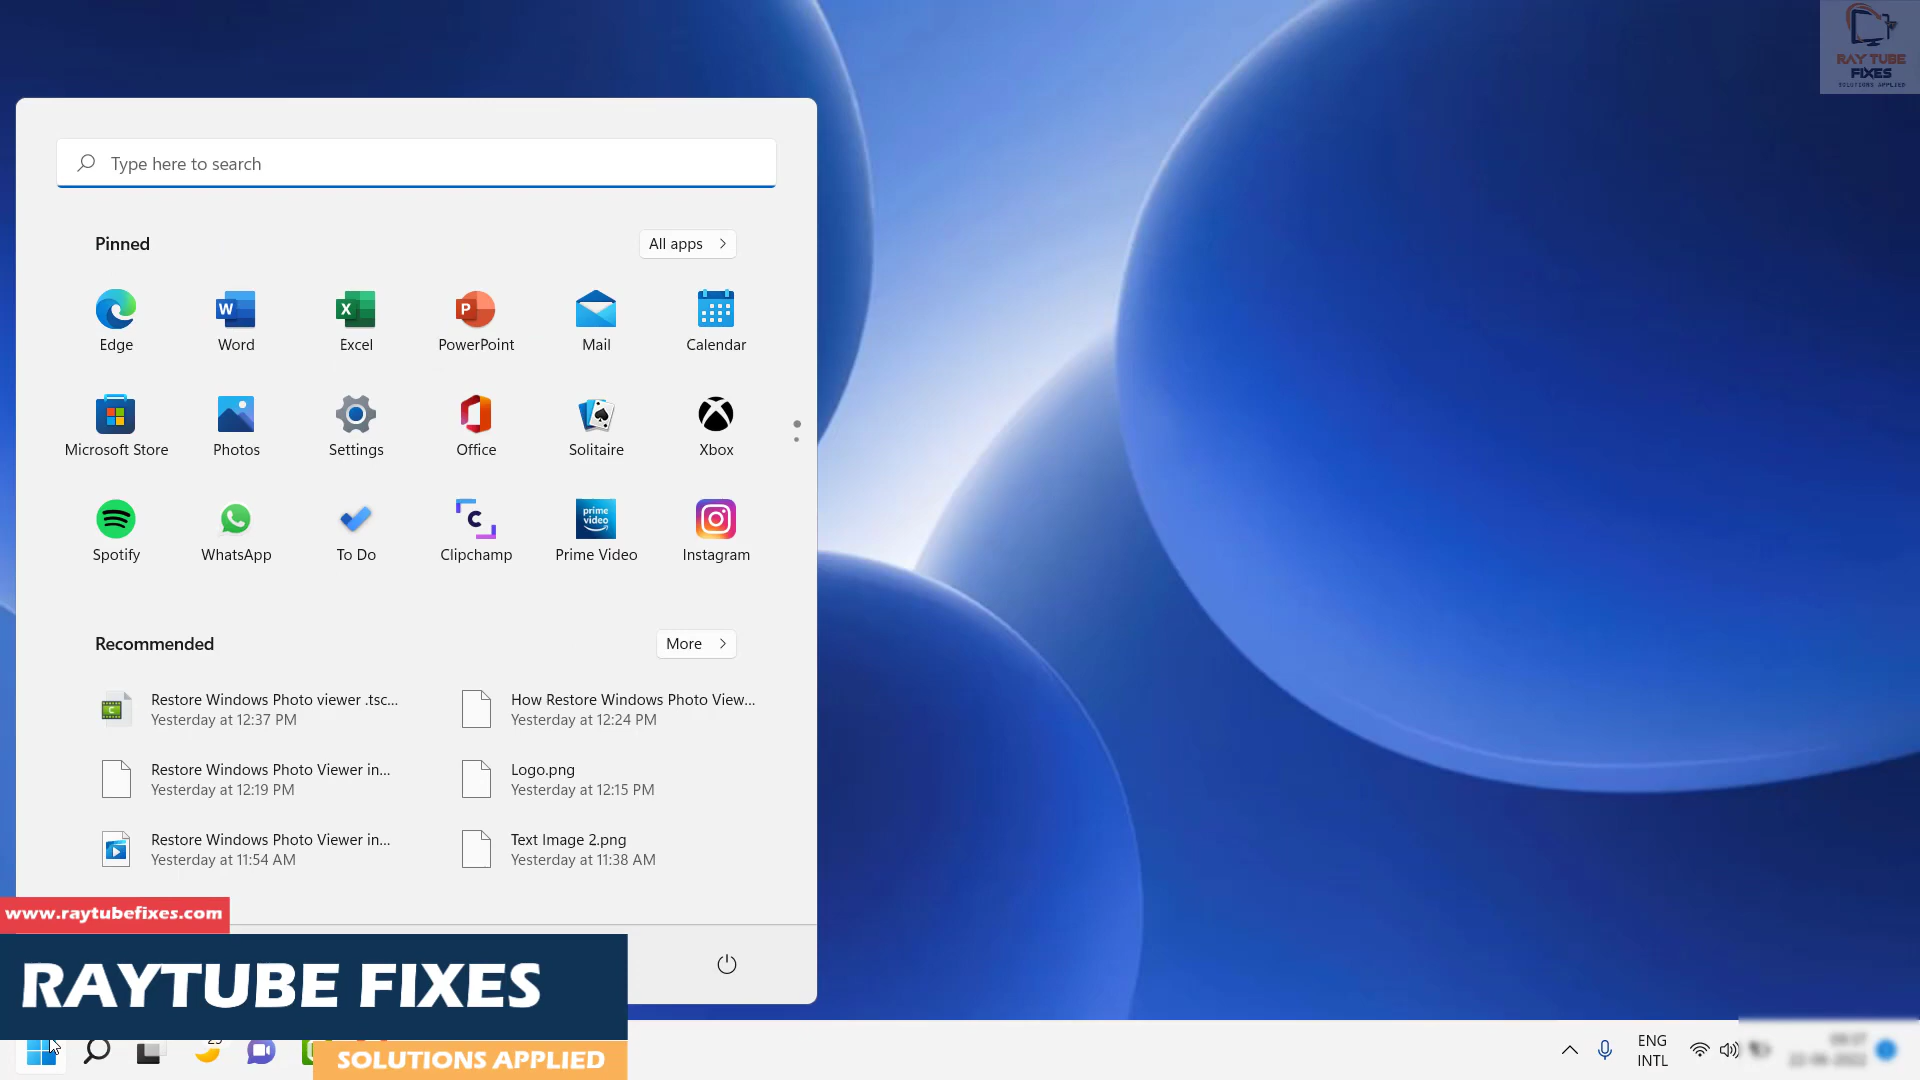 RAY TUBE
FIXES
SOLUTIONS APPLIED
Type here to search
Pinned
All apps
Edge
Word
Excel
PowerPoint
Mail
Calendar
Microsoft Store
Photos
Settings
Office
Solitaire
Xbox
prime
video
Spotify
WhatsApp
To Do
Clipchamp
Prime Video
Instagram
Recommended
More
Restore Windows Photo viewer .tsc...
Yesterday at 12:37 PM
How Restore Windows Photo View...
Yesterday at 12:24 PM
Restore Windows Photo Viewer in...
Yesterday at 12:19 PM
Logo.png
Yesterday at 12:15 PM
Restore Windows Photo Viewer in...
Yesterday at 11:54 AM
Text Image 2.png
Yesterday at 11:38 AM
www.raytubefixes.com
RAYTUBE FIXES
SOLUTIONS APPLIED
ENG
INTL